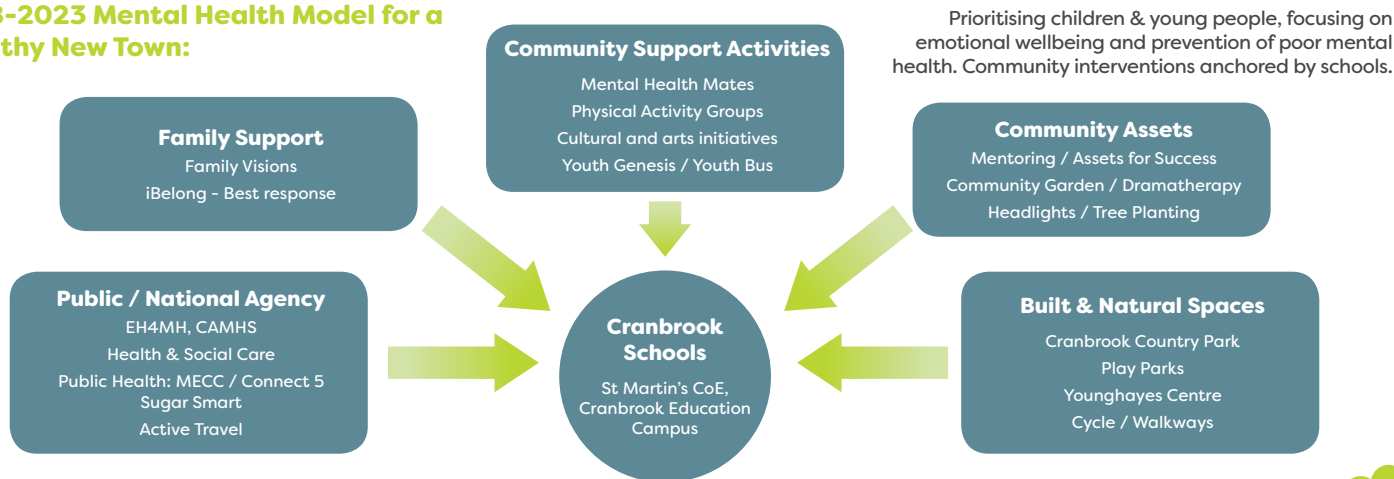 -2023 Mental Health Model for a
thy New Town:
Prioritising children & young people, focusing on
emotional wellbeing and prevention of poor mental
health. Community interventions anchored by schools.
Community Support Activities
Mental Health Mates
Physical Activity Groups
Cultural and arts initiatives
Youth Genesis / Youth Bus
Family Support
Family Visions
iBelong - Best response
Community Assets
Mentoring / Assets for Success
Community Garden / Dramatherapy
Headlights / Tree Planting
Public / National Agency
EH4MH, CAMHS
Health & Social Care
Public Health: MECC / Connect 5
Sugar Smart
Active Travel
Cranbrook
Schools
St Martin's CoE,
Cranbrook Education
Campus
Built & Natural Spaces
Cranbrook Country Park
Play Parks
Younghayes Centre
Cycle / Walkways